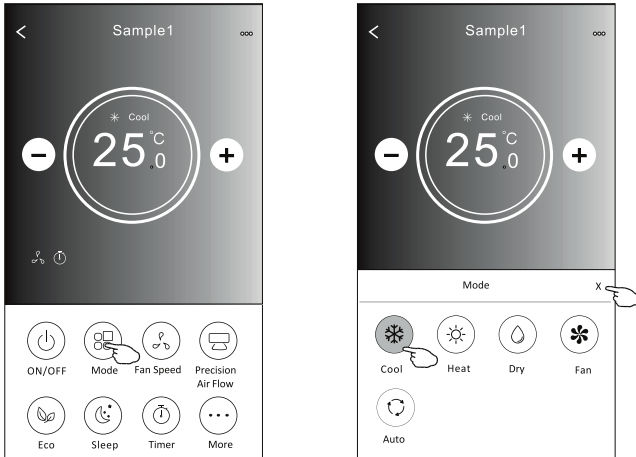 Sample1
Cool
25.0 °C
ON/OFF
Mode
Fan Speed
Precision
Air Flow
Eco
Sleep
Timer
More
Sample1
Cool
25.0 °C
Mode X
Cool
Heat
Dry
Fan
Auto